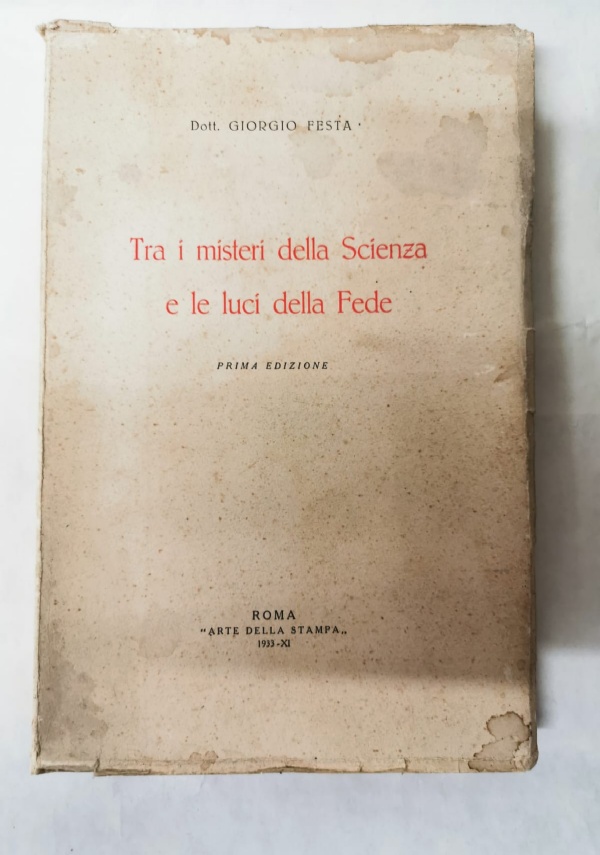 Dott. GIORGIO FESTA
Tra i misteri della Scienza
e le luci della Fede
PRIMA EDIZIONE
ROMA
"ARTE DELLA STAMPA„
1933-XI